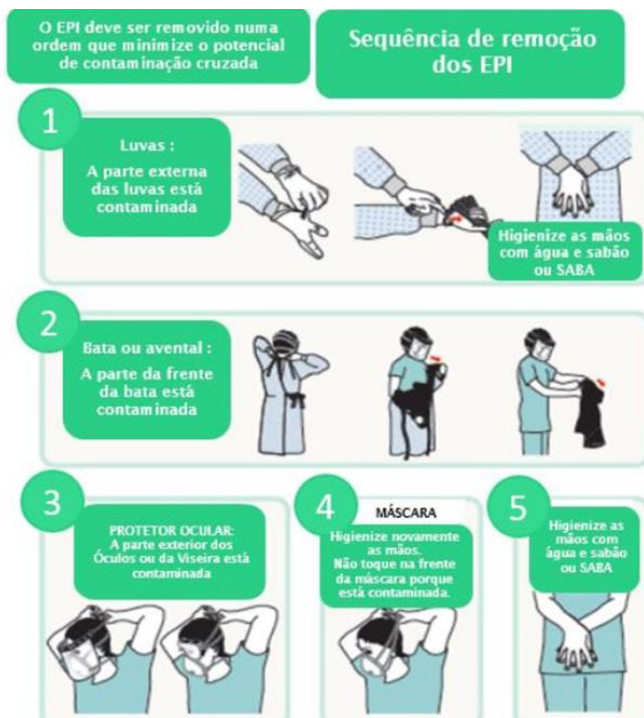 O EPI deve ser removido numa
ordem que minimize o potencial
de contaminação cruzada
Sequência de remoção
dos EPI
1
Luvas :
A parte externa
das luvas está
contaminada
Higienize as mãos
com água e sabão
ou SABA
2
Bata ou avental :
A parte da frente
da bata está
contaminada
3
PROTETOR OCULAR:
A parte exterior dos
Óculos ou da Viseira está
contaminada
4
MÁSCARA
Higienize novamente
as mãos.
Não toque na frente
da máscara porque
está contaminada.
5
Higienize as
mãos com
água e sabão
ou SABA